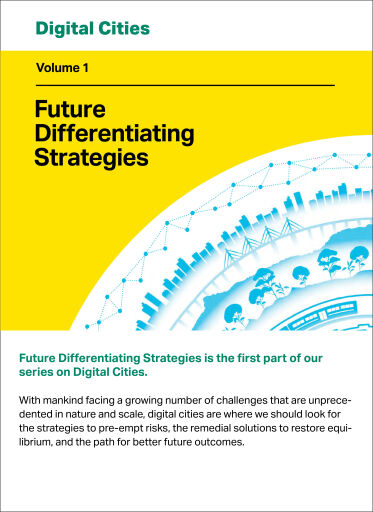 Digital Cities
Volume 1
Future
Differentiating
Strategies
Future Differentiating Strategies is the first part of our
series on Digital Cities.
With mankind facing a growing number of challenges that are unprece-
dented in nature and scale, digital cities are where we should look for
the strategies to pre-empt risks, the remedial solutions to restore equi-
librium, and the path for better future outcomes.